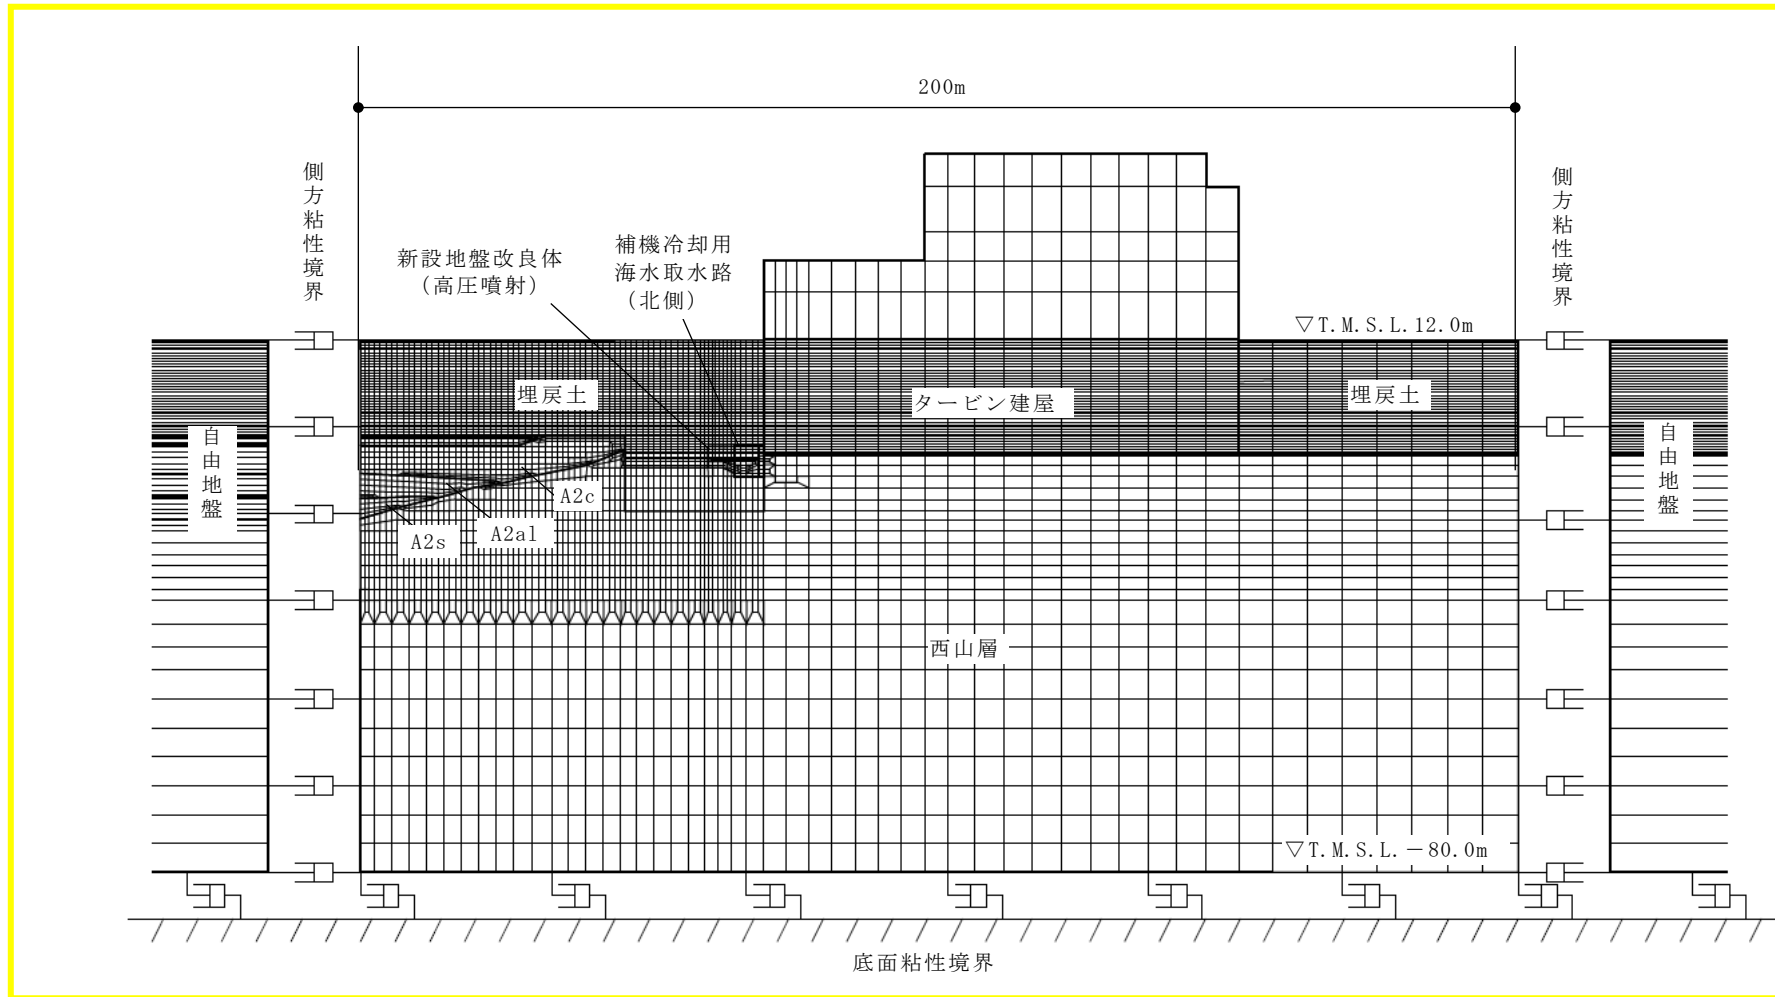 200m
側方粘性境界
側方粘性境界
新設地盤改良体
（高圧噴射）
補機冷却用
海水取水路
（北側）
▽T.M.S.L.12.0m
埋戻土
タービン建屋
埋戻土
自由地盤
自由地盤
A2c
A2al
A2s
西山層
▽T.M.S.L.－80.0m
底面粘性境界